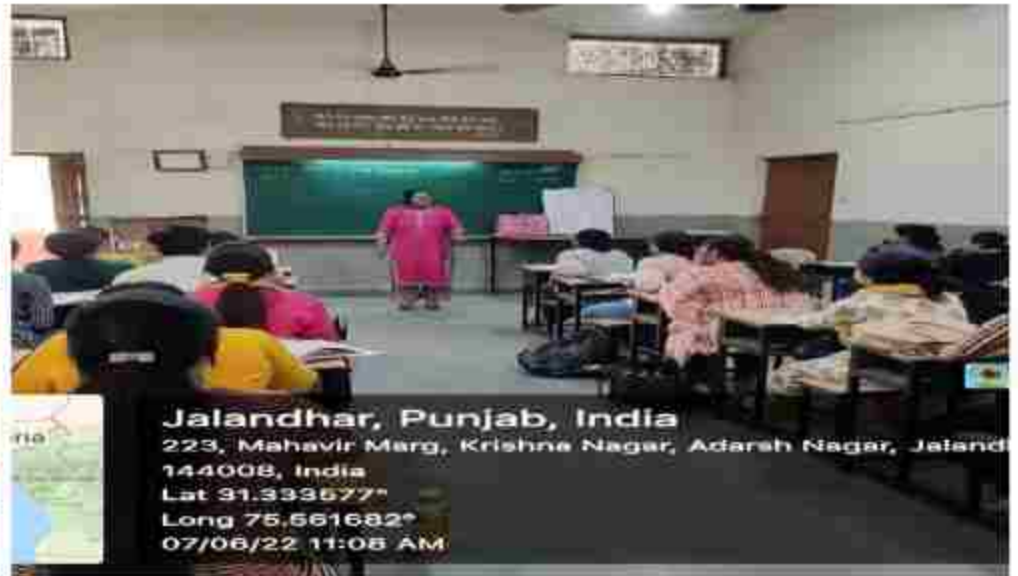 Jalandhar, Punjab, India
223, Mahavir Marg, Krishna Nagar, Adarsh Nagar, Jaland
144008, India
Lat 31.333577°
Long 75.561682°
07/06/22 11:08 AM